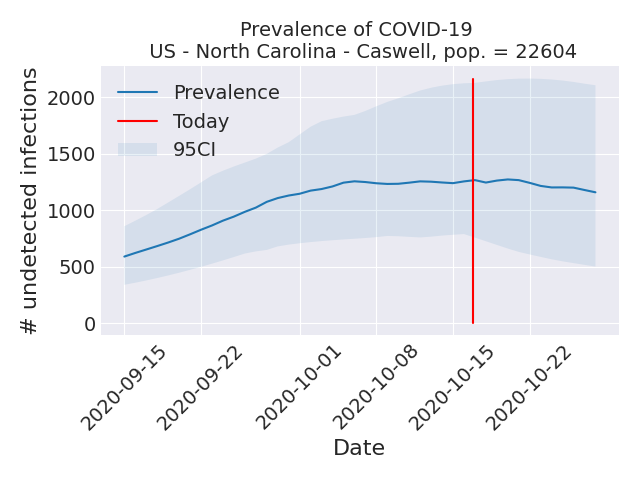 Prevalence of COVID-19
US - North Carolina - Caswell, pop. = 22604
# undetected infections
2000
1500
1000
500
0
Prevalence
Today
95CI
2020-09-15
2020-09-22
2020-10-01
2020-10-08
2020-10-15
2020-10-22
Date